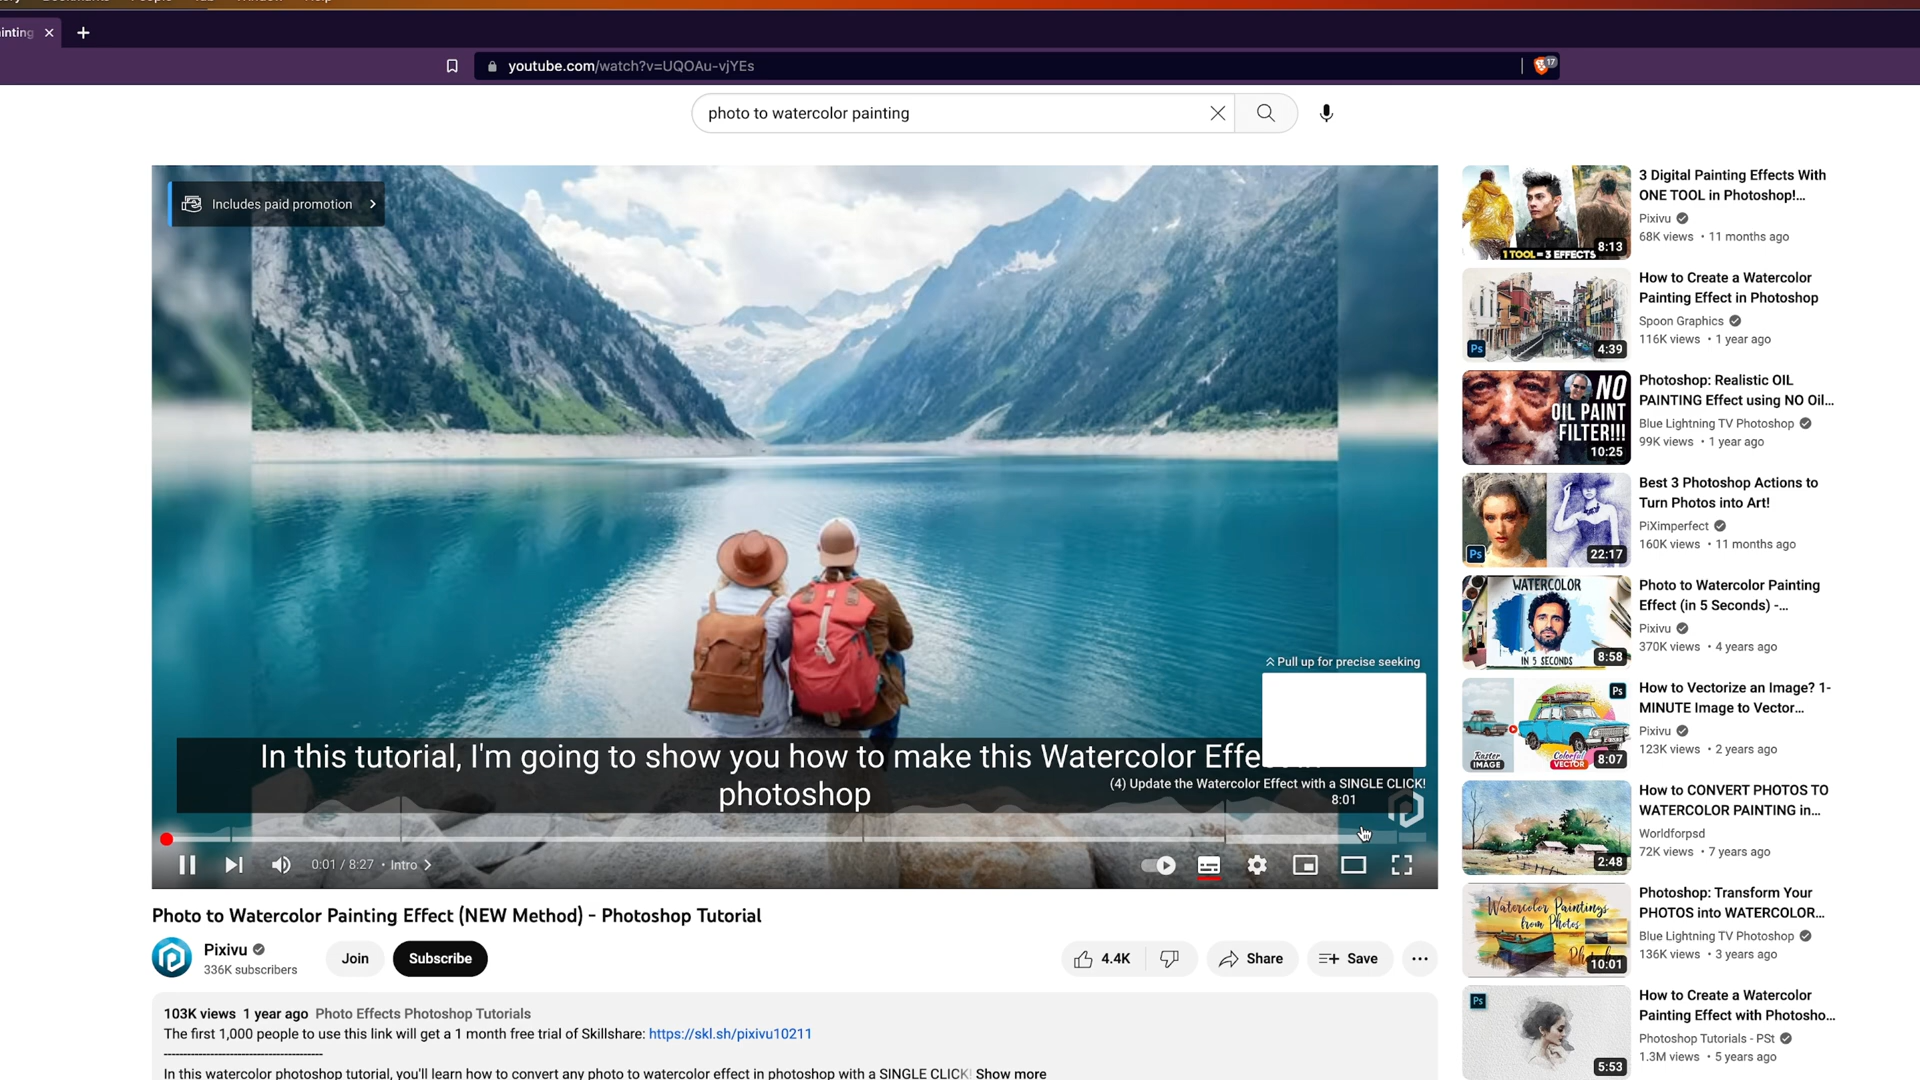 Bookmarks People Tab Window Help
inting
youtube.com/watch?v=UQOAu-vjYEs
17
photo to watercolor painting
Includes paid promotion
Pull up for precise seeking
In this tutorial, I'm going to show you how to make this Watercolor
photoshop
(4) Update the Watercolor Effect with a SINGLE CLICK!
8:01
0:01 / 8:27 • Intro
Photo to Watercolor Painting Effect (NEW Method) - Photoshop Tutorial
Pixivu
336K subscribers
Join
Subscribe
4.4K
Share
Save
103K views 1 year ago Photo Effects Photoshop Tutorials
The first 1,000 people to use this link will get a 1 month free trial of Skillshare: https://skl.sh/pixivu10211
----------------------------------------
In this watercolor photoshop tutorial, you'll learn how to convert any photo to watercolor effect in photoshop with a SINGLE CLICK! Show more
1 TOOL = 3 EFFECTS
8:13
3 Digital Painting Effects With
ONE TOOL in Photoshop!...
Pixivu
68K views • 11 months ago
Ps
4:39
How to Create a Watercolor
Painting Effect in Photoshop
Spoon Graphics
116K views • 1 year ago
NO
OIL PAINT
FILTER!!!
10:25
Photoshop: Realistic OIL
PAINTING Effect using NO Oil...
Blue Lightning TV Photoshop
99K views • 1 year ago
Ps
22:17
Best 3 Photoshop Actions to
Turn Photos into Art!
PiXimperfect
160K views • 11 months ago
WATERCOLOR
IN 5 SECONDS
8:58
Photo to Watercolor Painting
Effect (in 5 Seconds) -...
Pixivu
370K views • 4 years ago
Ps
Raster
IMAGE
Colorful
VECTOR
8:07
How to Vectorize an Image? 1-
MINUTE Image to Vector...
Pixivu
123K views • 2 years ago
2:48
How to CONVERT PHOTOS TO
WATERCOLOR PAINTING in...
Worldforpsd
72K views • 7 years ago
Watercolor Paintings
from Photos
10:01
Photoshop: Transform Your
PHOTOS into WATERCOLOR...
Blue Lightning TV Photoshop
136K views • 3 years ago
Ps
5:53
How to Create a Watercolor
Painting Effect with Photosho...
Photoshop Tutorials - PSt
1.3M views • 5 years ago